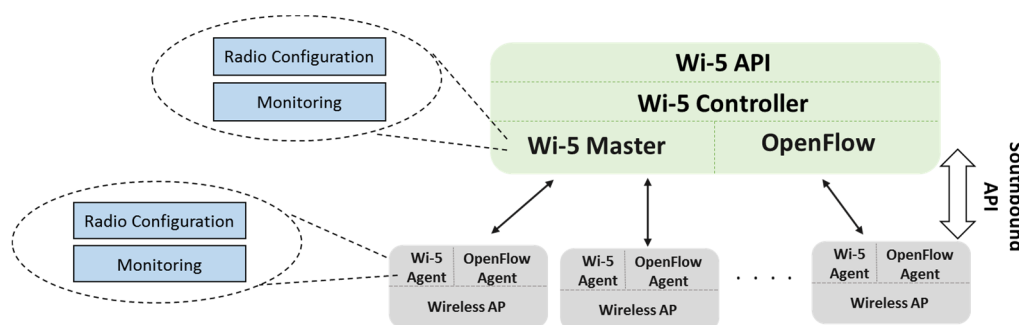 Radio Configuration
Monitoring
Wi-5 API
Wi-5 Controller
Wi-5 Master
OpenFlow
Southbound
API
Radio Configuration
Monitoring
Wi-5
Agent
OpenFlow
Agent
Wireless AP
Wi-5
Agent
OpenFlow
Agent
Wireless AP
. . . .
Wi-5
Agent
OpenFlow
Agent
Wireless AP